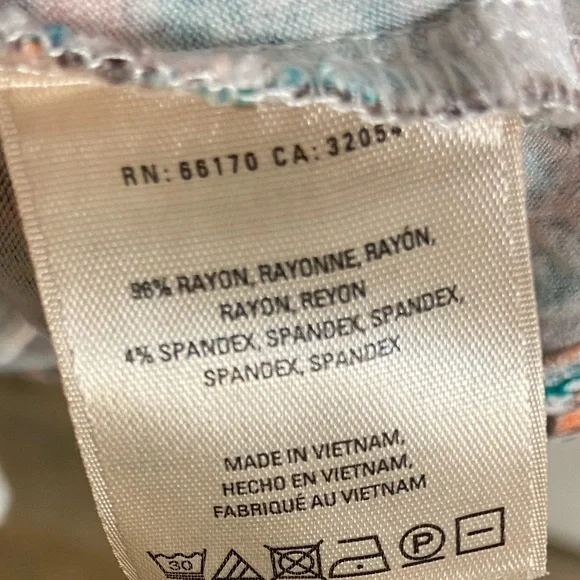 RN: 66170 CA: 32054
96% RAYON, RAYONNE, RAYÓN,
RAYON, REYON
4% SPANDEX, SPANDEX, SPANDEX,
SPANDEX, SPANDEX
MADE IN VIETNAM,
HECHO EN VIETNAM,
FABRIQUÉ AU VIETNAM
30 P